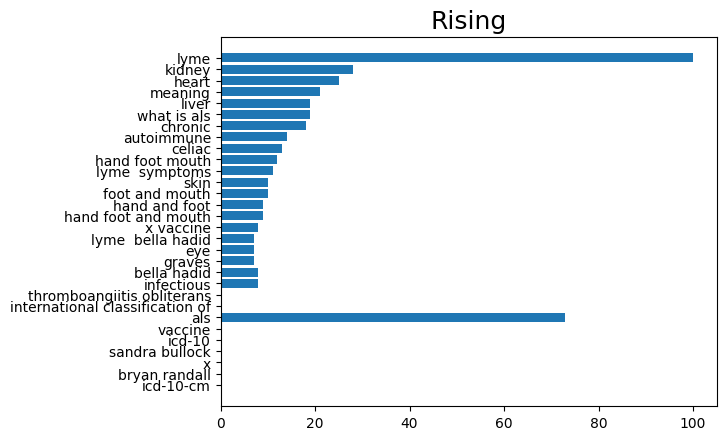 Rising
lyme
kidney
heart
meaning
liver
what is als
chronic
autoimmune
celiac
hand foot mouth
lyme  symptoms
skin
foot and mouth
hand and foot
hand foot and mouth
x vaccine
lyme  bella hadid
eye
graves
bella hadid
infectious
thromboangiitis obliterans
international classification of
als
vaccine
icd-10
sandra bullock
x
bryan randall
icd-10-cm
0 20 40 60 80 100